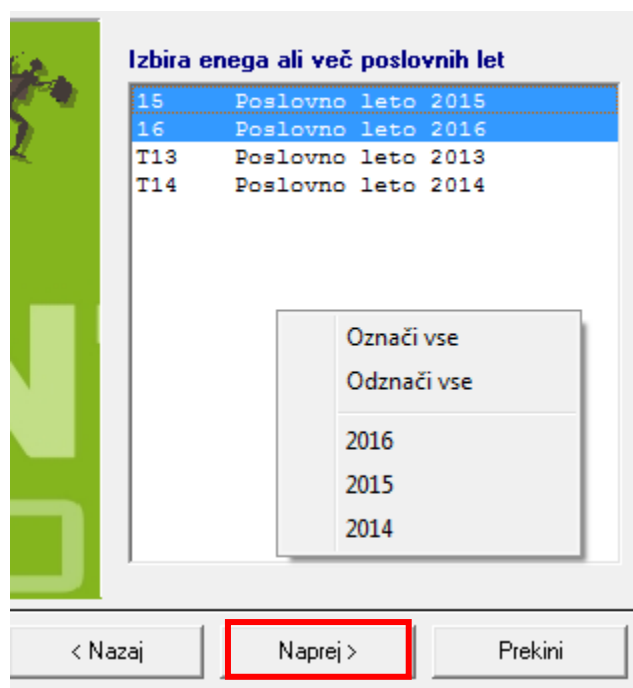 Izbira enega ali več poslovnih let
15 Poslovno leto 2015
16 Poslovno leto 2016
T13 Poslovno leto 2013
T14 Poslovno leto 2014
Označi vse
Odznači vse
2016
2015
2014
< Nazaj
Naprej >
Prekini